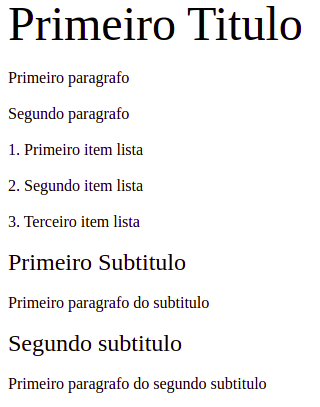 Primeiro Titulo
Primeiro paragrafo
Segundo paragrafo
1. Primeiro item lista
2. Segundo item lista
3. Terceiro item lista
Primeiro Subtitulo
Primeiro paragrafo do subtitulo
Segundo subtitulo
Primeiro paragrafo do segundo subtitulo